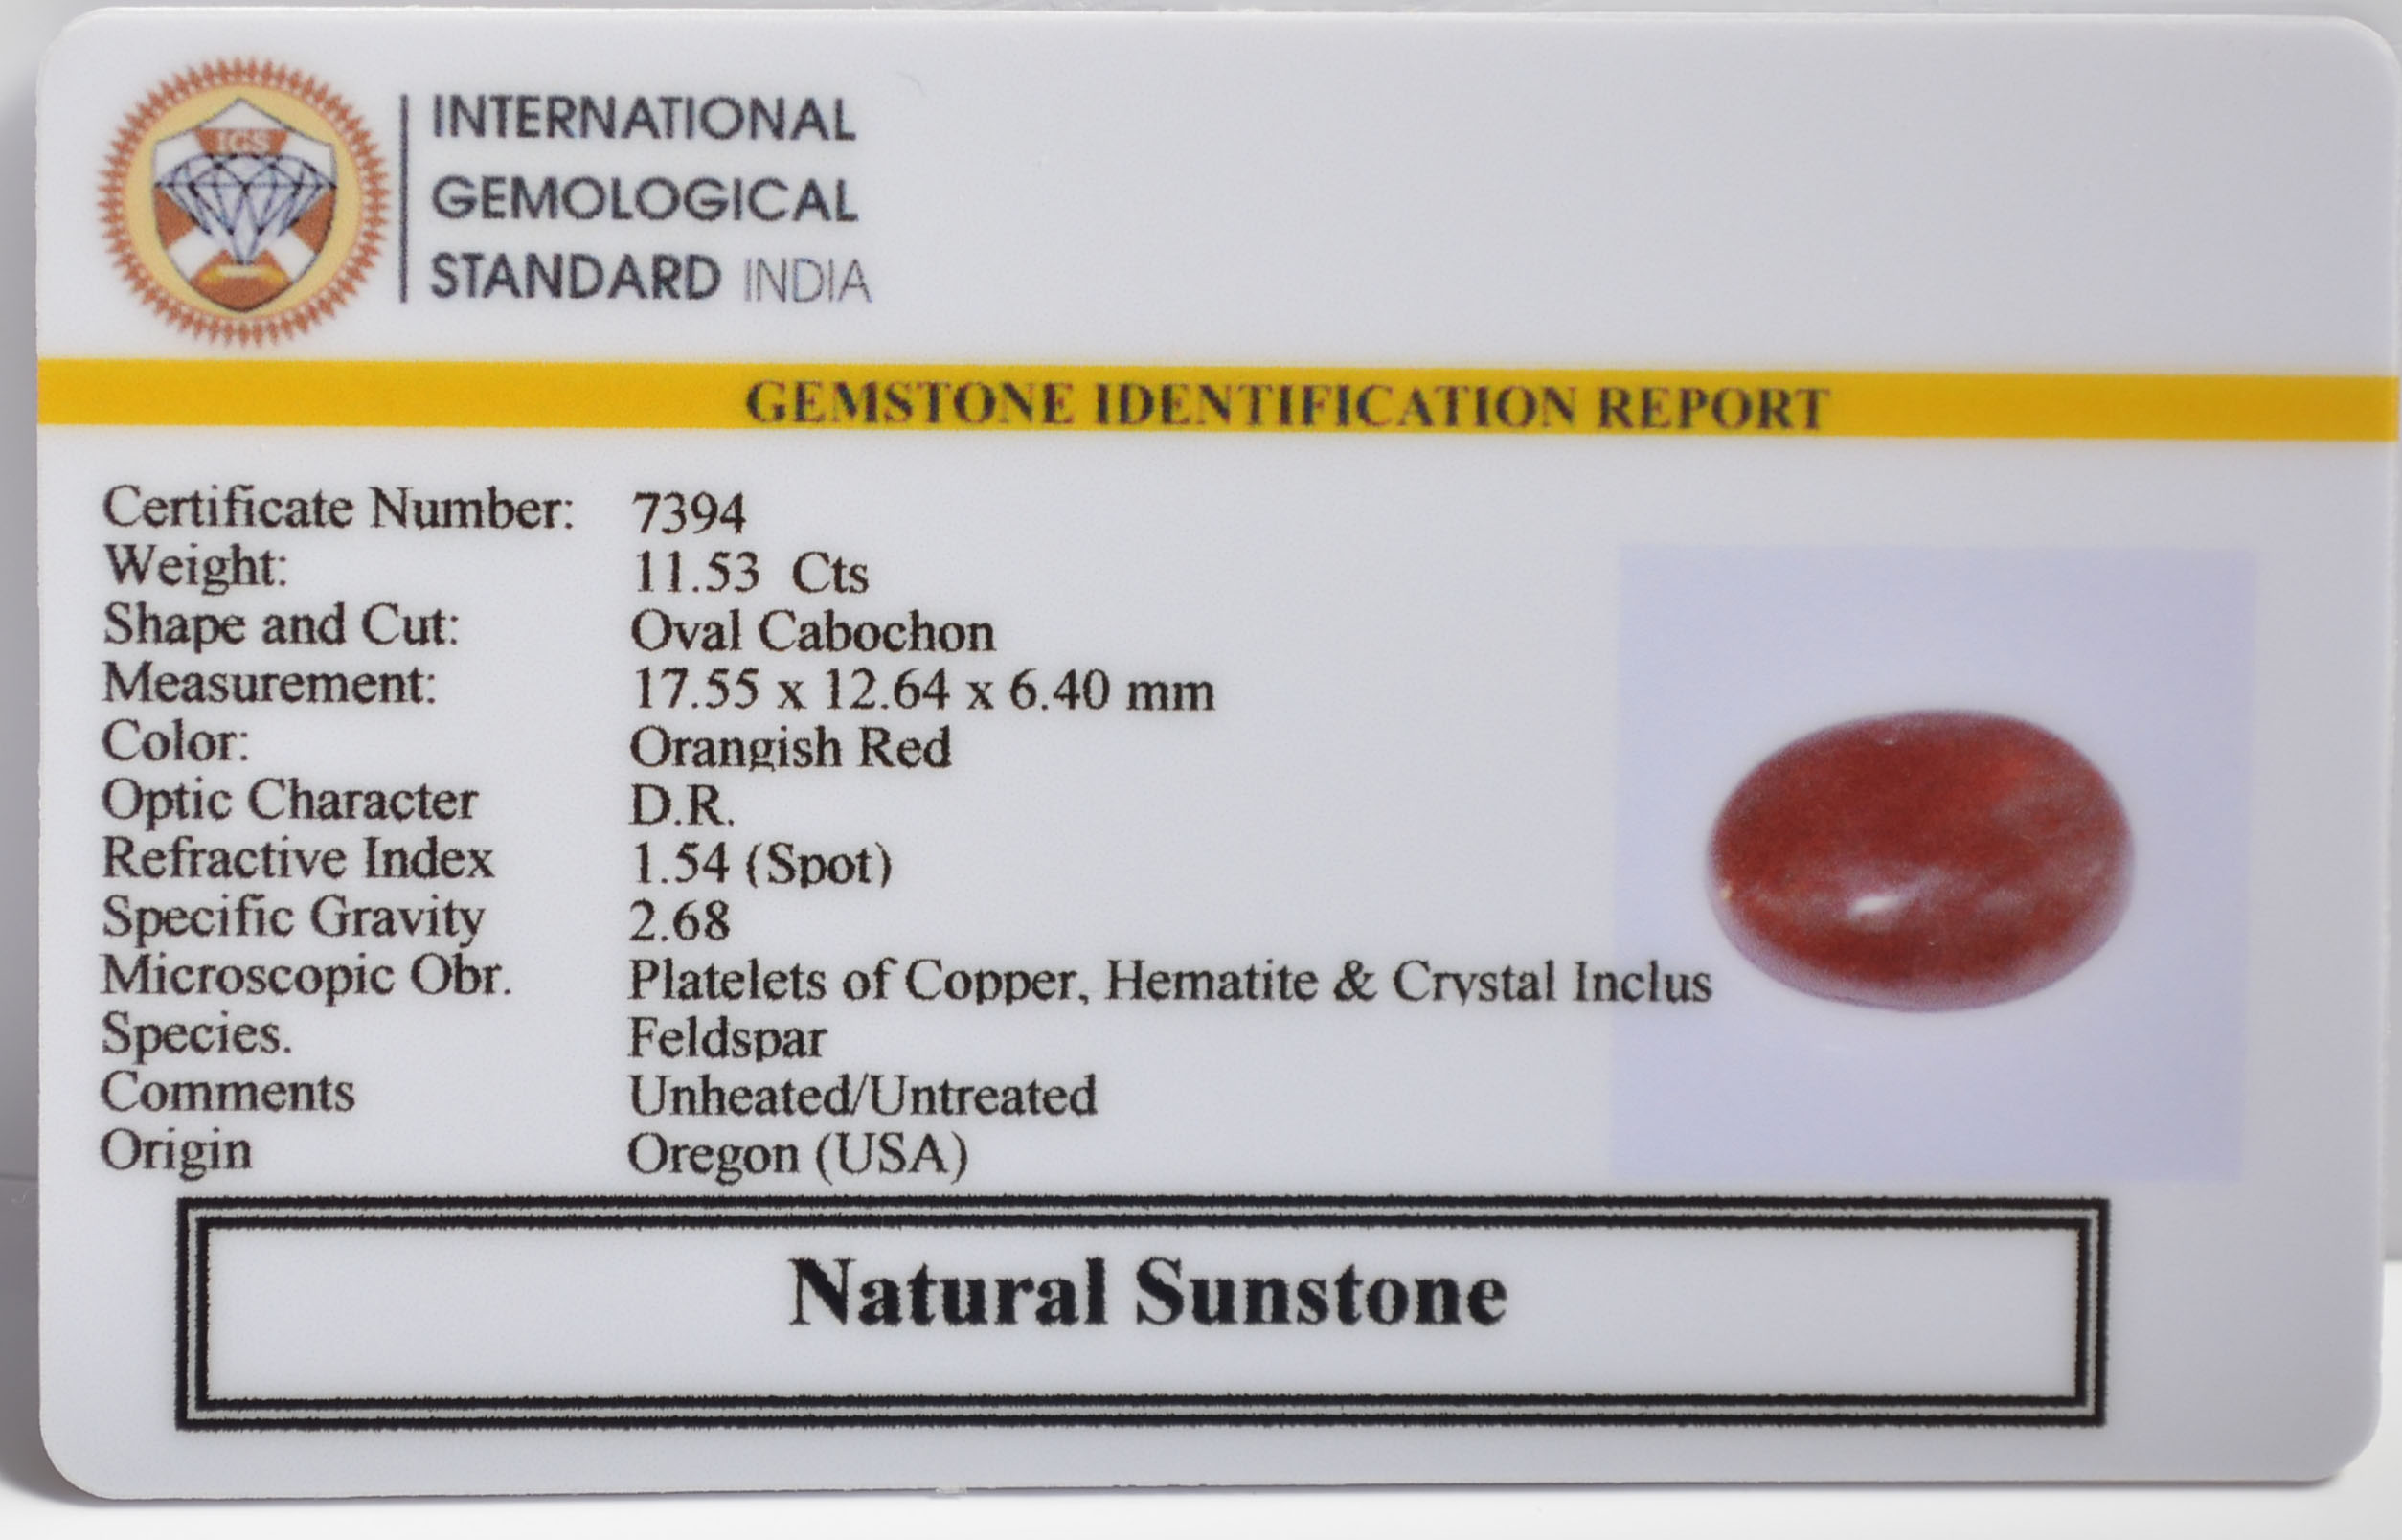 IGS
INTERNATIONAL
GEMOLOGICAL
STANDARD INDIA
GEMSTONE IDENTIFICATION REPORT
Certificate Number: 7394
Weight: 11.53 Cts
Shape and Cut: Oval Cabochon
Measurement: 17.55 x 12.64 x 6.40 mm
Color: Orangish Red
Optic Character D.R.
Refractive Index 1.54 (Spot)
Specific Gravity 2.68
Microscopic Obr. Platelets of Copper, Hematite & Crystal Inclus
Species. Feldspar
Comments Unheated/Untreated
Origin Oregon (USA)
Natural Sunstone